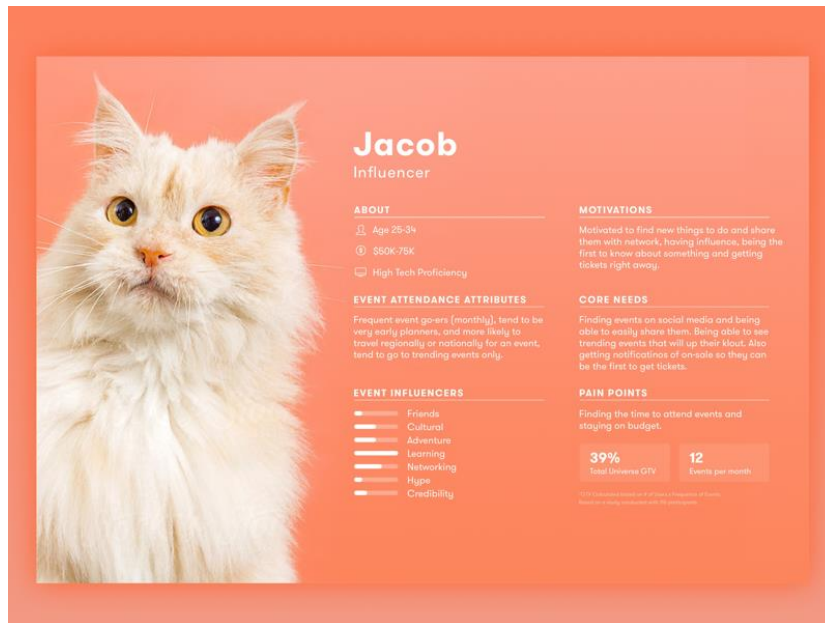 Jacob
Influencer
ABOUT
Age 25-34
$50K-75K
High Tech Proficiency
EVENT ATTENDANCE ATTRIBUTES
Frequent event go-ers (monthly), tend to be
very early planners, and more likely to
travel regionally or nationally for an event,
tend to go to trending events only.
EVENT INFLUENCERS
Friends
Cultural
Adventure
Learning
Networking
Hype
Credibility
MOTIVATIONS
Motivated to find new things to do and share
them with network, having influence, being the
first to know about something and getting
tickets right away.
CORE NEEDS
Finding events on social media and being
able to easily share them. Being able to see
trending events that will up their klout. Also
getting notificatinos of on-sale so they can
be the first to get tickets.
PAIN POINTS
Finding the time to attend events and
staying on budget.
39%
Total Universe GTV
12
Events per month